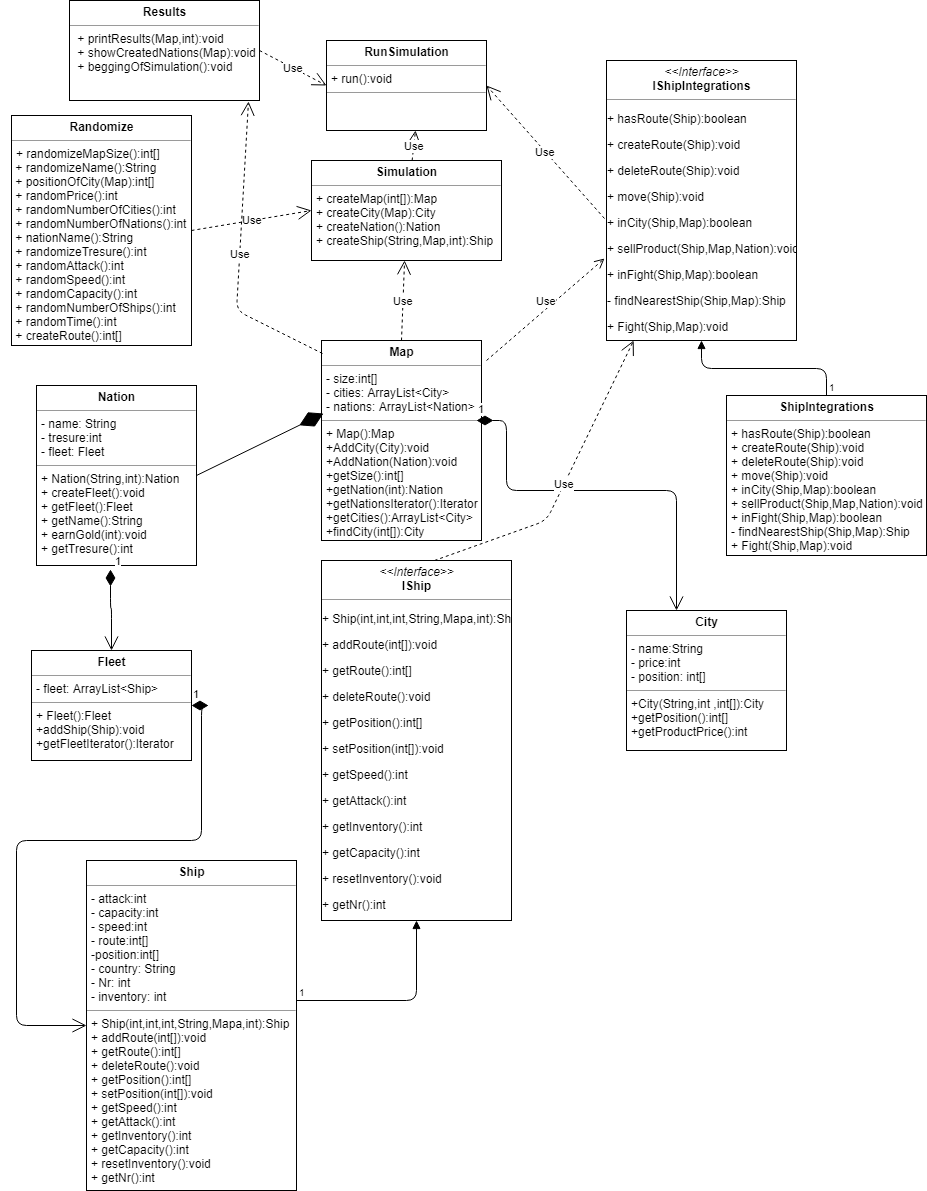 Results
+ printResults(Map,int):void
+ showCreatedNations(Map):void
+ beggingOfSimulation():void
Use
RunSimulation
+ run():void
Use
Use
<<Interface>>
IShipIntegrations
+ hasRoute(Ship):boolean
+ createRoute(Ship):void
+ deleteRoute(Ship):void
+ move(Ship):void
+ inCity(Ship,Map):boolean
+ sellProduct(Ship,Map,Nation):void
+ inFight(Ship,Map):boolean
- findNearestShip(Ship,Map):Ship
+ Fight(Ship,Map):void
Randomize
+ randomizeMapSize():int[]
+ randomizeName():String
+ positionOfCity(Map):int[]
+ randomPrice():int
+ randomNumberOfCities():int
+ randomNumberOfNations():int
+ nationName():String
+ randomizeTresure():int
+ randomAttack():int
+ randomSpeed():int
+ randomCapacity():int
+ randomNumberOfShips():int
+ randomTime():int
+ createRoute():int[]
Use
Use
Simulation
+ createMap(int[]):Map
+ createCity(Map):City
+ createNation():Nation
+ createShip(String,Map,int):Ship
Use
Use
Map
- size:int[]
- cities: ArrayList<City>
- nations: ArrayList<Nation>
+ Map():Map
+AddCity(City):void
+AddNation(Nation):void
+getSize():int[]
+getNation(int):Nation
+getNationsIterator():Iterator
+getCities():ArrayList<City>
+findCity(int[]):City
1
Nation
- name: String
- tresure:int
- fleet: Fleet
+ Nation(String,int):Nation
+ createFleet():void
+ getFleet():Fleet
+ getName():String
+ earnGold(int):void
+ getTresure():int
1
1
ShipIntegrations
+ hasRoute(Ship):boolean
+ createRoute(Ship):void
+ deleteRoute(Ship):void
+ move(Ship):void
+ inCity(Ship,Map):boolean
+ sellProduct(Ship,Map,Nation):void
+ inFight(Ship,Map):boolean
- findNearestShip(Ship,Map):Ship
+ Fight(Ship,Map):void
Use
<<Interface>>
IShip
+ Ship(int,int,int,String,Mapa,int):Sh
+ addRoute(int[]):void
+ getRoute():int[]
+ deleteRoute():void
+ getPosition():int[]
+ setPosition(int[]):void
+ getSpeed():int
+ getAttack():int
+ getInventory():int
+ getCapacity():int
+ resetInventory():void
+ getNr():int
City
- name:String
- price:int
- position: int[]
+City(String,int ,int[]):City
+getPosition():int[]
+getProductPrice():int
Fleet
- fleet: ArrayList<Ship>
+ Fleet():Fleet
+addShip(Ship):void
+getFleetIterator():Iterator
1
Ship
- attack:int
- capacity:int
- speed:int
- route:int[]
-position:int[]
- country: String
- Nr: int
- inventory: int
+ Ship(int,int,int,String,Mapa,int):Ship
+ addRoute(int[]):void
+ getRoute():int[]
+ deleteRoute():void
+ getPosition():int[]
+ setPosition(int[]):void
+ getSpeed():int
+ getAttack():int
+ getInventory():int
+ getCapacity():int
+ resetInventory():void
+ getNr():int
1